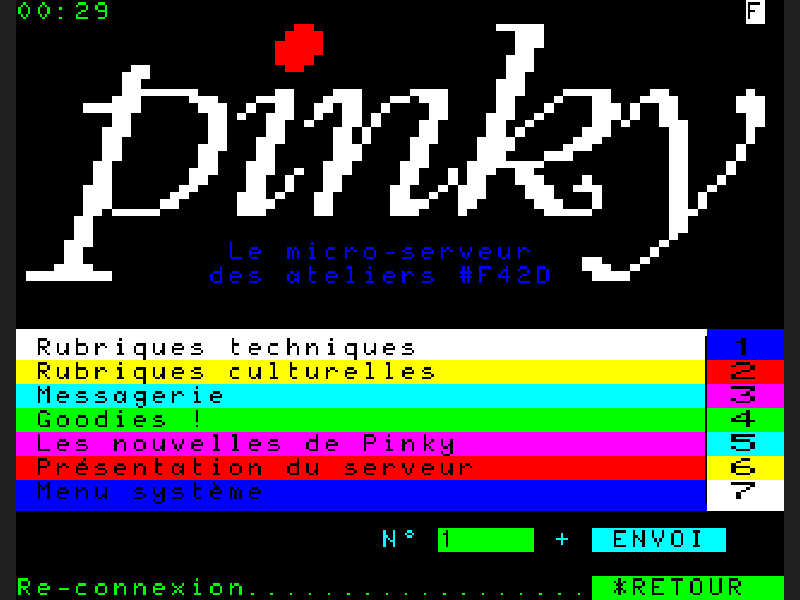 00:29 F
pinky
Le micro-serveur
des ateliers #F42D
Rubriques techniques 1
Rubriques culturelles 2
Messagerie 3
Goodies ! 4
Les nouvelles de Pinky 5
Présentation du serveur 6
Menu système 7
N° 1 + ENVOI
Re-connexion.................. *RETOUR